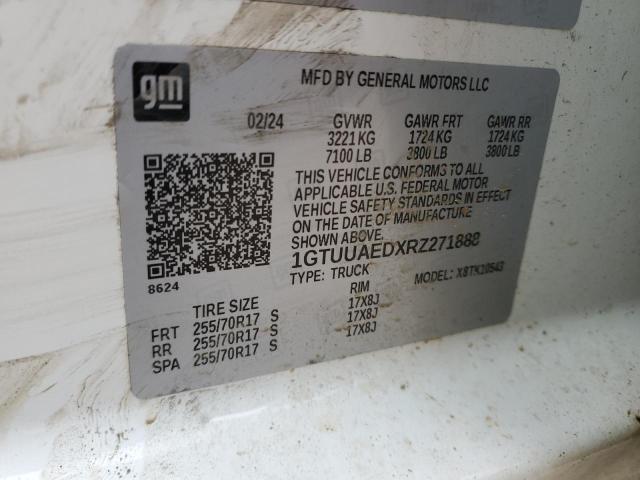 gm
MFD BY GENERAL MOTORS LLC
02/24 GVWR GAWR FRT GAWR RR
3221 KG 1724 KG 1724 KG
7100 LB 3800 LB 3800 LB
THIS VEHICLE CONFORMS TO ALL
APPLICABLE U.S. FEDERAL MOTOR
VEHICLE SAFETY STANDARDS IN EFFECT
ON THE DATE OF MANUFACTURE
1GTUUAEDXRZ271888
TYPE: TRUCK MODEL: X8TK10543
8624
TIRE SIZE RIM
FRT 255/70R17 S 17X8J
RR 255/70R17 S 17X8J
SPA 255/70R17 S 17X8J